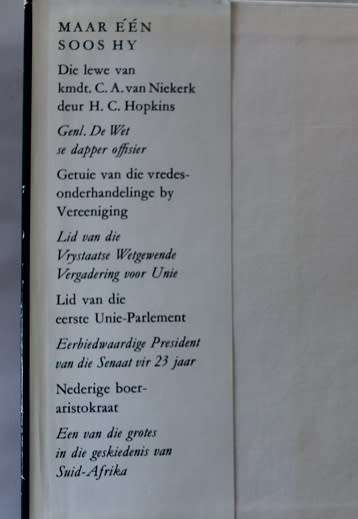 MAAR EÉN
SOOS HY
Die lewe van
kmdt. C. A. van Niekerk
deur H. C. Hopkins
Genl. De Wet
se dapper offisier
Getuie van die vredes-
onderhandelinge by
Vereeniging
Lid van die
Vrystaatse Wetgewende
Vergadering voor Unie
Lid van die
eerste Unie-Parlement
Eerbiedwaardige President
van die Senaat vir 23 jaar
Nederige boer-
aristokraat
Een van die grotes
in die geskiedenis van
Suid-Afrika